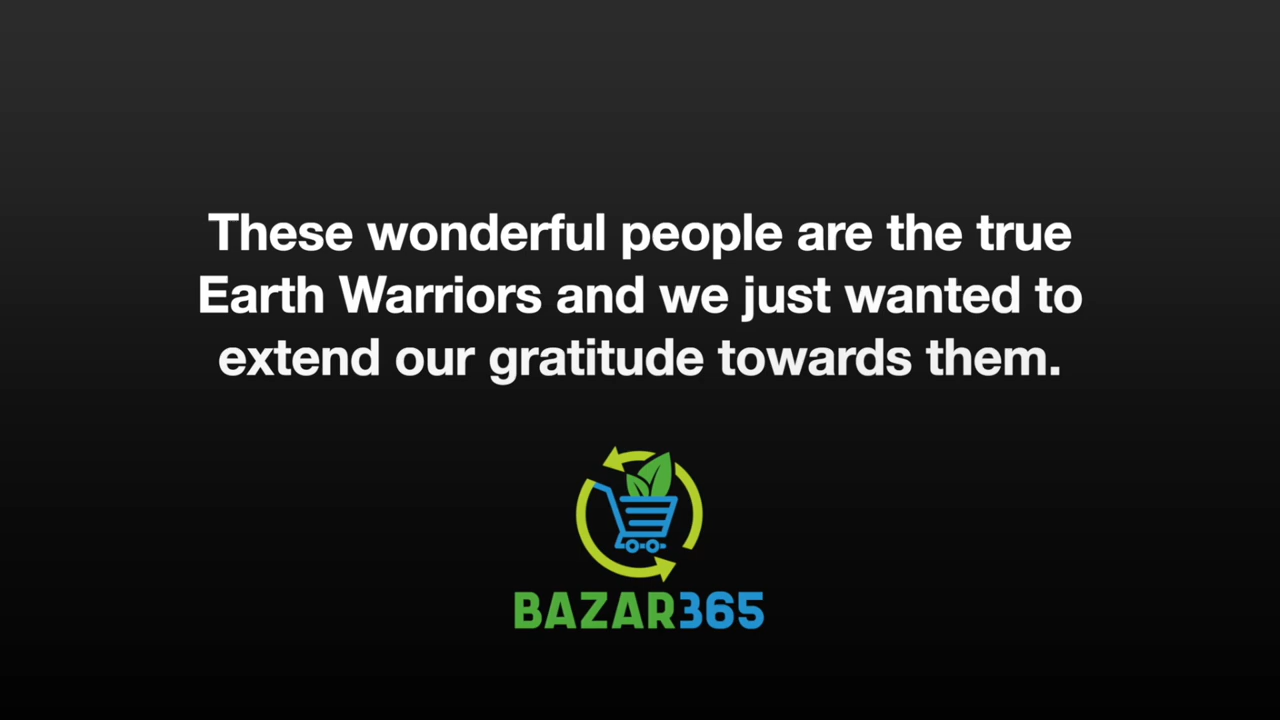 These wonderful people are the true
Earth Warriors and we just wanted to
extend our gratitude towards them.
BAZAR365